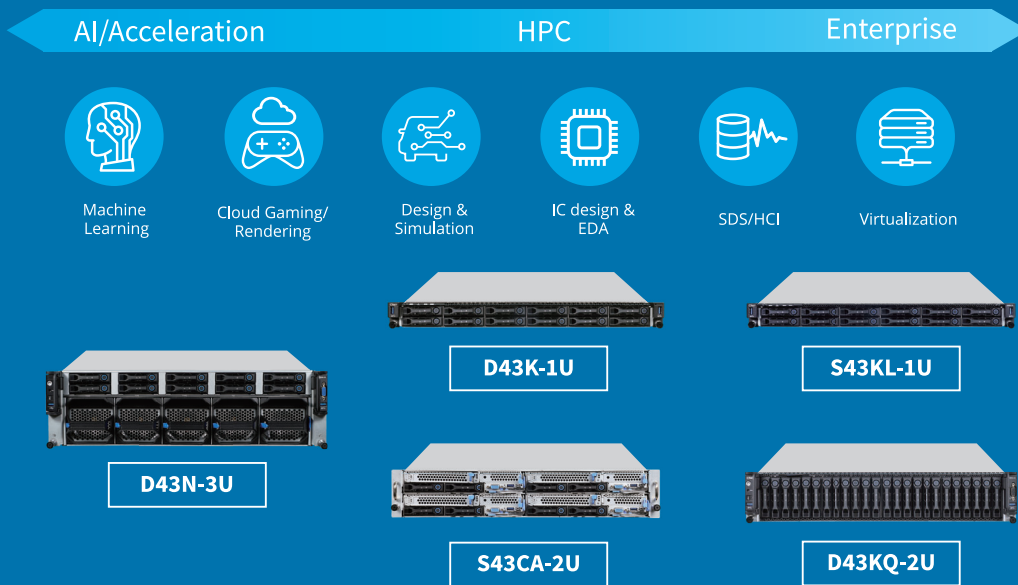 AI/Acceleration
HPC
Enterprise
Machine
Learning
Cloud Gaming/
Rendering
Design &
Simulation
IC design &
EDA
SDS/HCI
Virtualization
D43K-1U
S43KL-1U
D43N-3U
S43CA-2U
D43KQ-2U